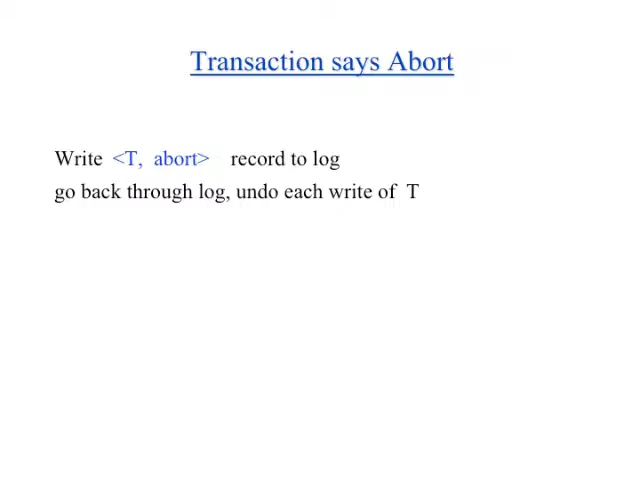 Transaction says Abort
Write <T, abort> record to log
go back through log, undo each write of T